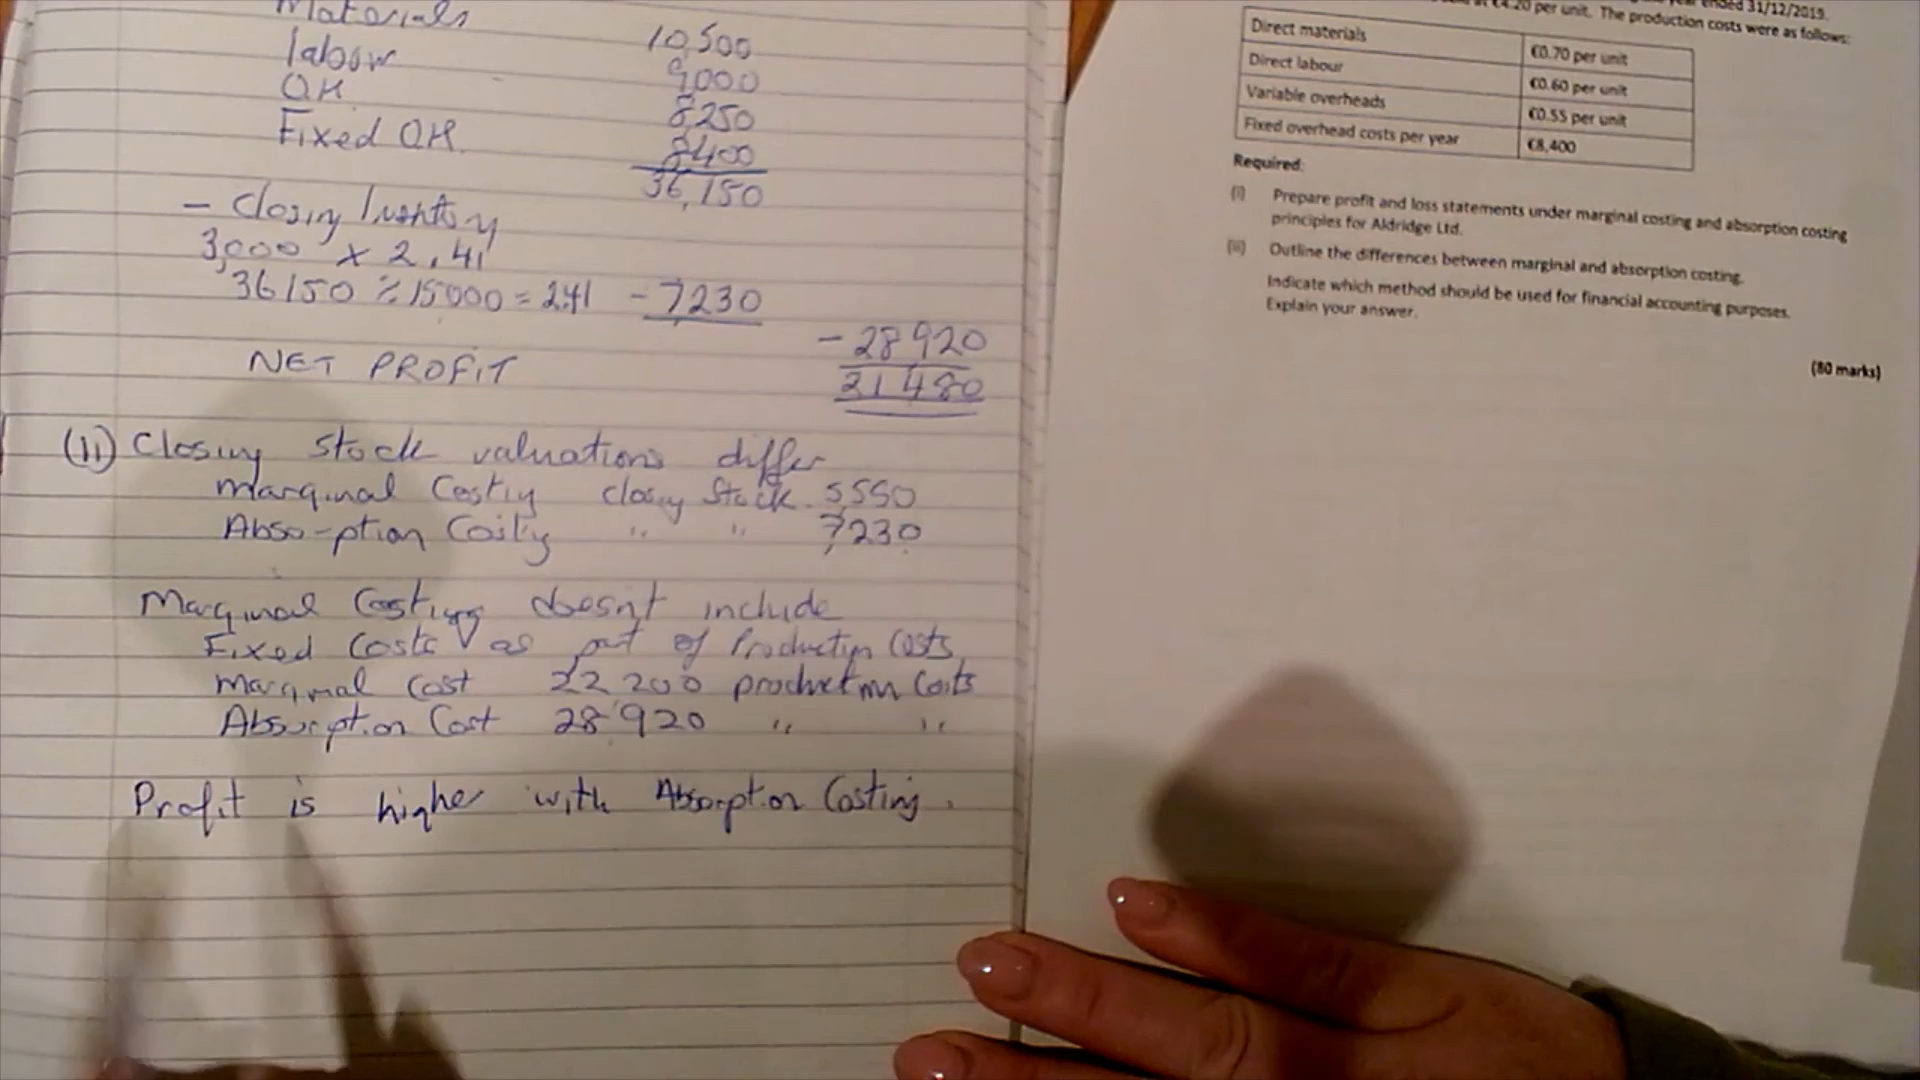 Materials
labour 10,500
OH 9000
Fixed OH. 8250
8400
36,150
- Closing Inventory
3,000 x 2.41
36150 ÷ 15000 = 2.41 - 7230
- 28920
NET PROFIT 21480
(11) Closing Stock valuations differ
Marginal Costing closing Stock 5550
Absorption Costing " " 7230
Marginal Costing doesn't include
Fixed Costs as part of Production Costs
Marginal Cost 22 200 production Costs
Absorption Cost 28 920 " "
Profit is higher with Absorption Costing.
ended 31/12/2019.
at €4.20 per unit. The production costs were as follows:
Direct materials €0.70 per unit
Direct labour €0.60 per unit
Variable overheads €0.55 per unit
Fixed overhead costs per year €8,400
Required:
(i) Prepare profit and loss statements under marginal costing and absorption costing
principles for Aldridge Ltd.
(ii) Outline the differences between marginal and absorption costing.
Indicate which method should be used for financial accounting purposes.
Explain your answer.
(80 marks)